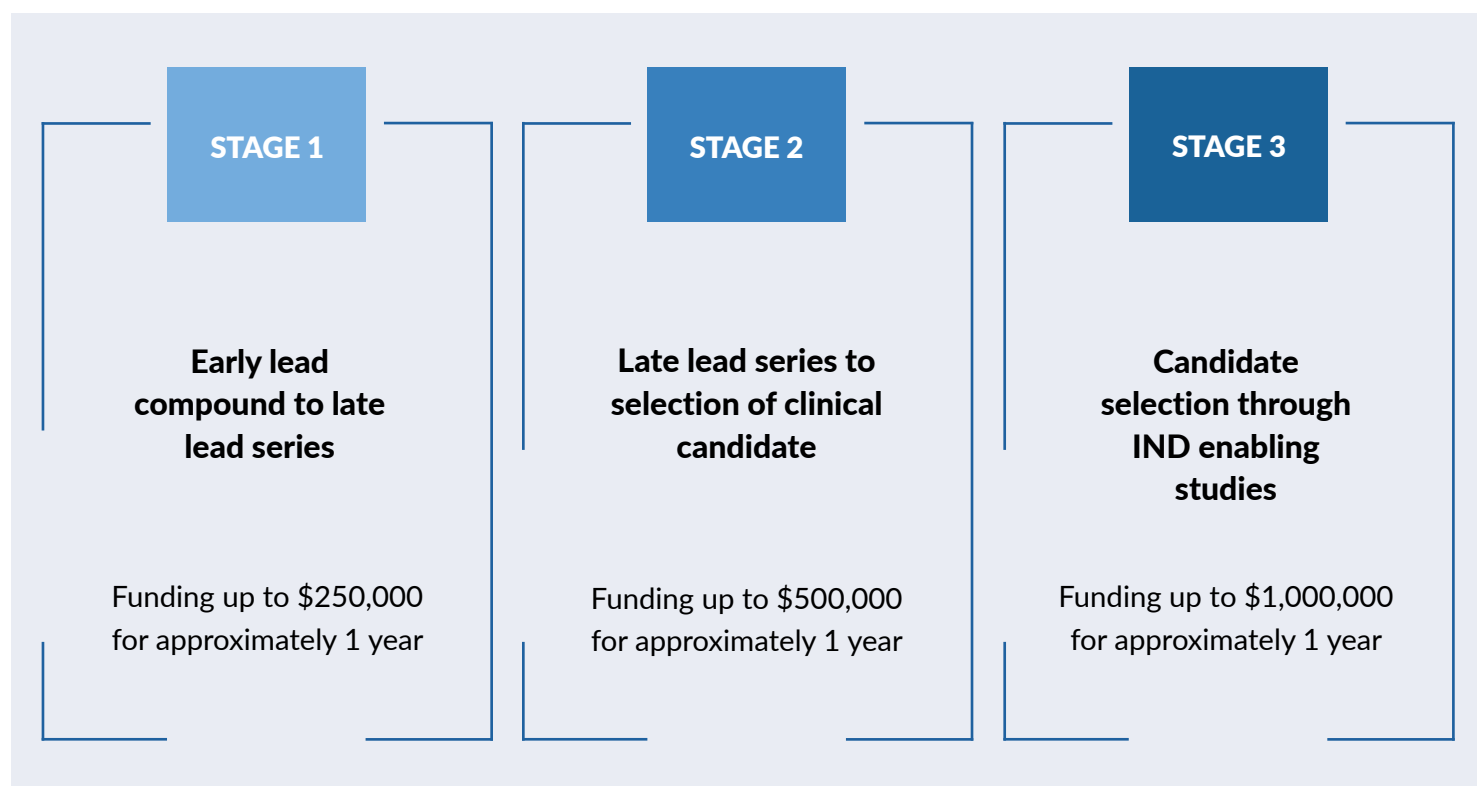 STAGE 1
Early lead
compound to late
lead series
Funding up to $250,000
for approximately 1 year
STAGE 2
Late lead series to
selection of clinical
candidate
Funding up to $500,000
for approximately 1 year
STAGE 3
Candidate
selection through
IND enabling
studies
Funding up to $1,000,000
for approximately 1 year